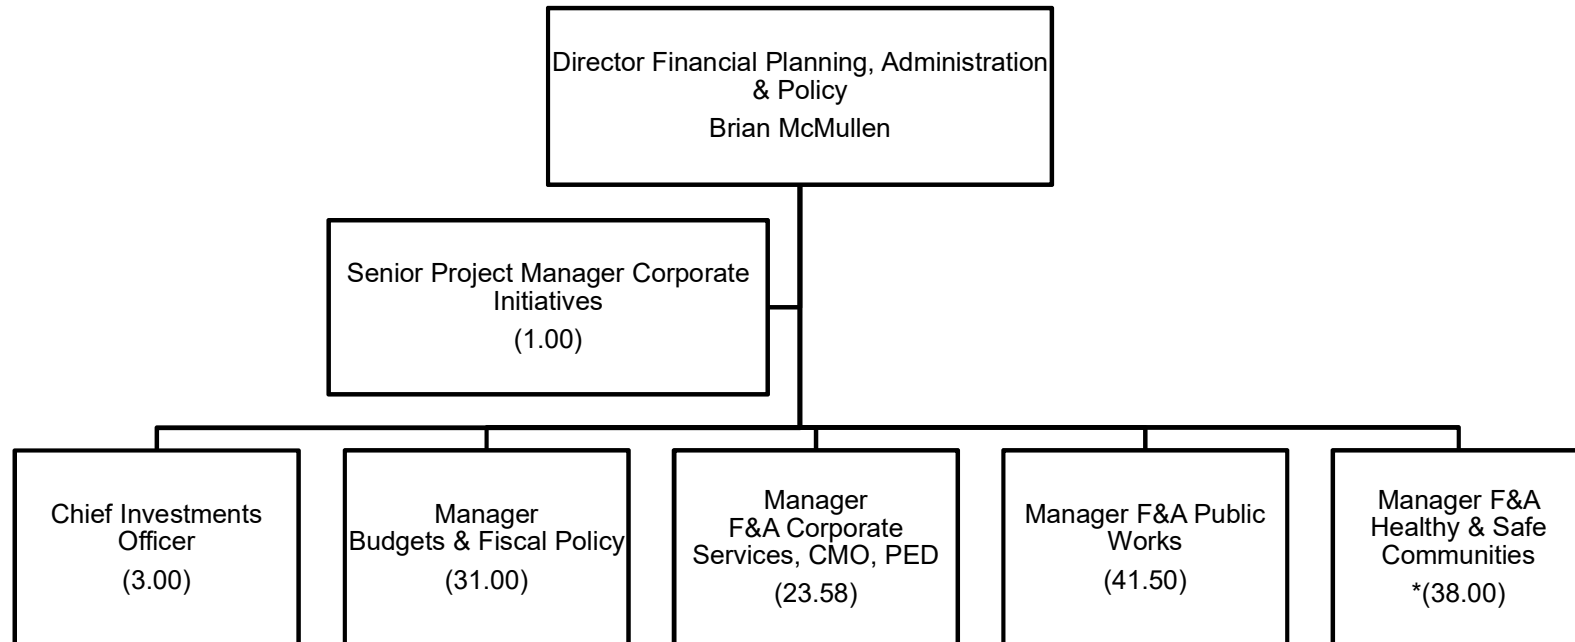 Director Financial Planning, Administration
& Policy
Brian McMullen
Senior Project Manager Corporate
Initiatives
(1.00)
Chief Investments
Officer
(3.00)
Manager
Budgets & Fiscal Policy
(31.00)
Manager
F&A Corporate
Services, CMO, PED
(23.58)
Manager F&A Public
Works
(41.50)
Manager F&A
Healthy & Safe
Communities
*(38.00)